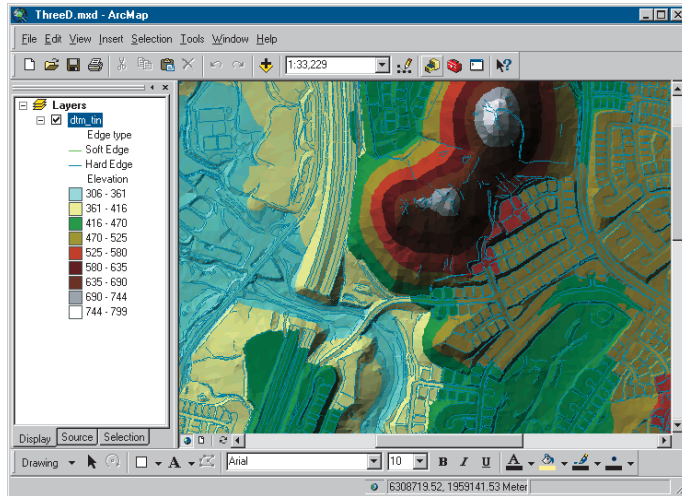 ThreeD.mxd - ArcMap
File Edit View Insert Selection Tools Window Help
1:33,229
Layers
dtm_tin
Edge type
Soft Edge
Hard Edge
Elevation
306 - 361
361 - 416
416 - 470
470 - 525
525 - 580
580 - 635
635 - 690
690 - 744
744 - 799
Display Source Selection
Drawing A Arial 10 B I U A
6308719.52, 1959141.53 Meter